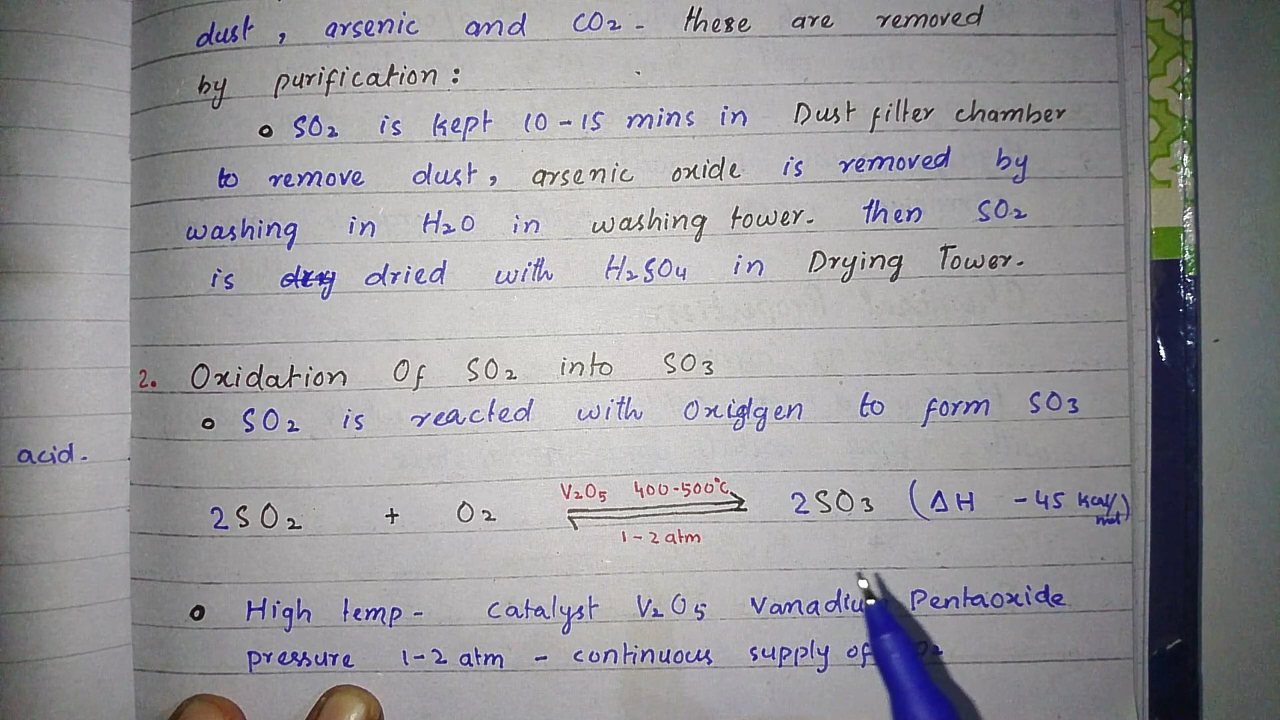 dust, arsenic and CO2 - these are removed
by purification:
o SO2 is kept 10-15 mins in Dust filter chamber
to remove dust, arsenic oxide is removed by
washing in H2O in washing tower. then SO2
is dried with H2SO4 in Drying Tower.
2. Oxidation Of SO2 into SO3
o SO2 is reacted with to form SO3
acid.
V2O5 400-500°C
2SO2 + O2 ⇌ 2SO3 (ΔH -45 Kcal/mol)
1-2 atm
o High temp- catalyst V2O5 Pentaoxide
pressure 1-2 atm - continuous supply of